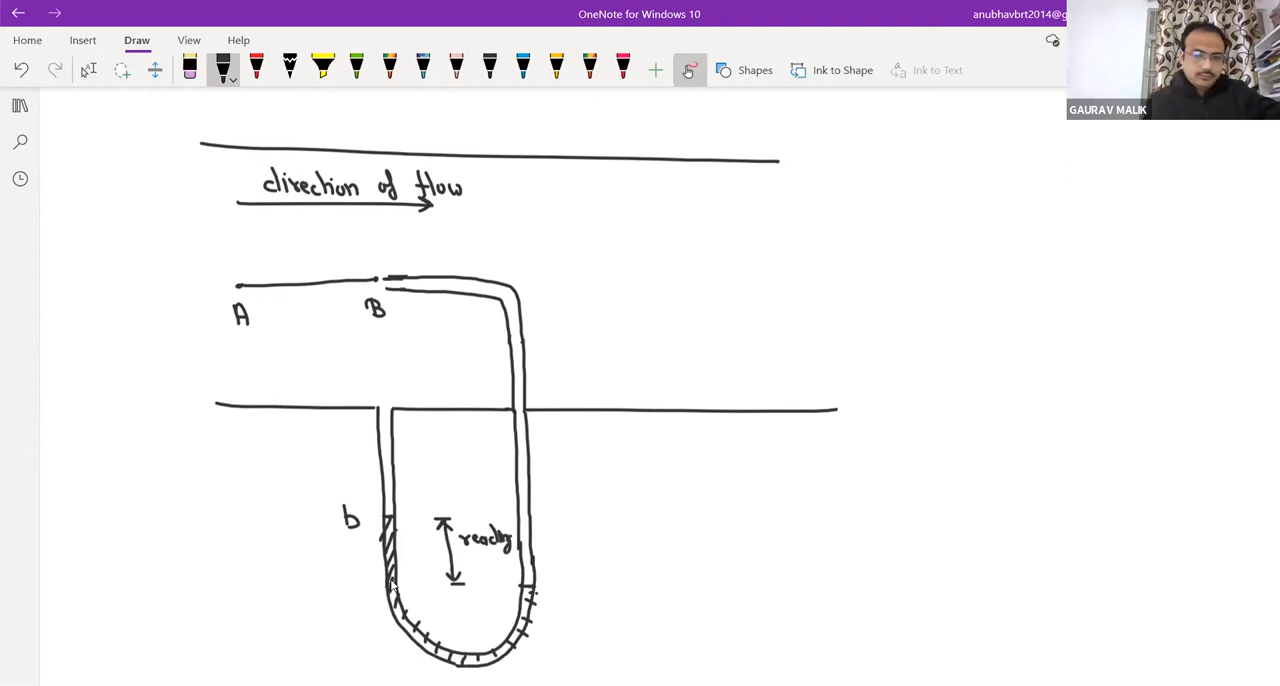 OneNote for Windows 10
anubhavbrt2014@g
Home Insert Draw View Help
Shapes Ink to Shape Ink to Text
GAURAV MALIK
direction of flow
A B
b
reading